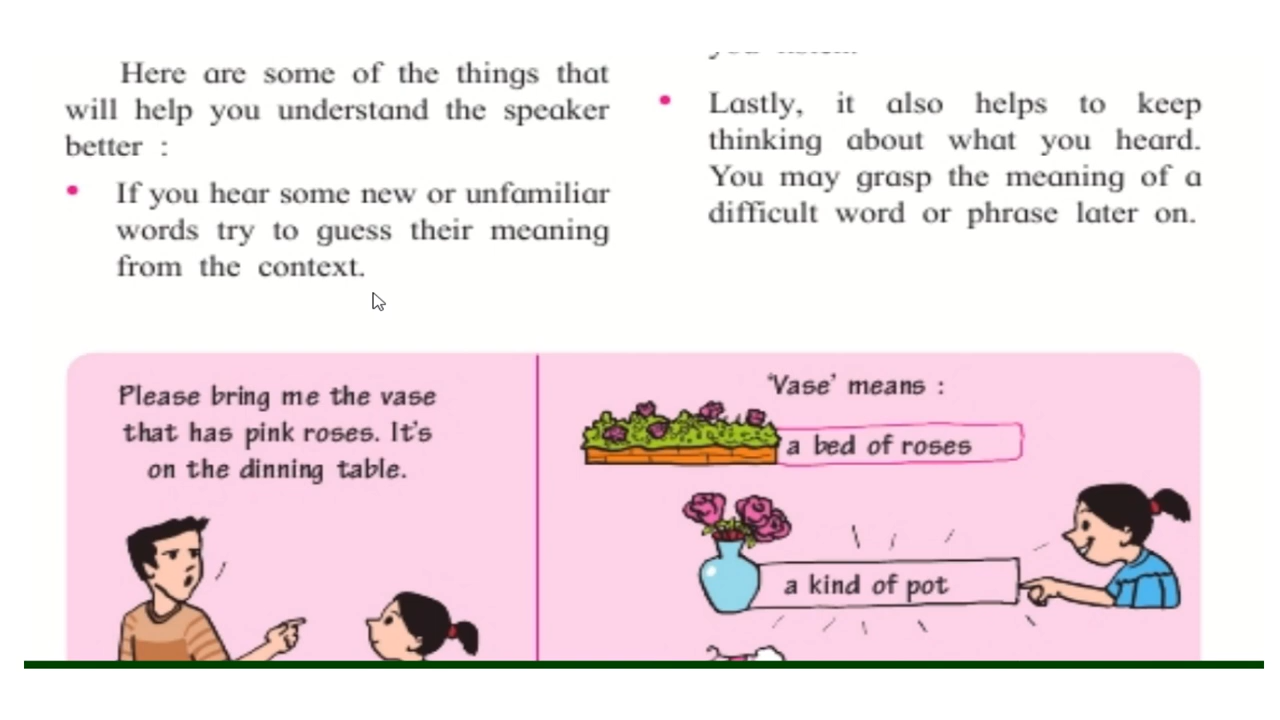 Here are some of the things that
will help you understand the speaker
better :
• If you hear some new or unfamiliar
words try to guess their meaning
from the context.
• Lastly, it also helps to keep
thinking about what you heard.
You may grasp the meaning of a
difficult word or phrase later on.
Please bring me the vase
that has pink roses. It's
on the dinning table.
'Vase' means :
a bed of roses
a kind of pot